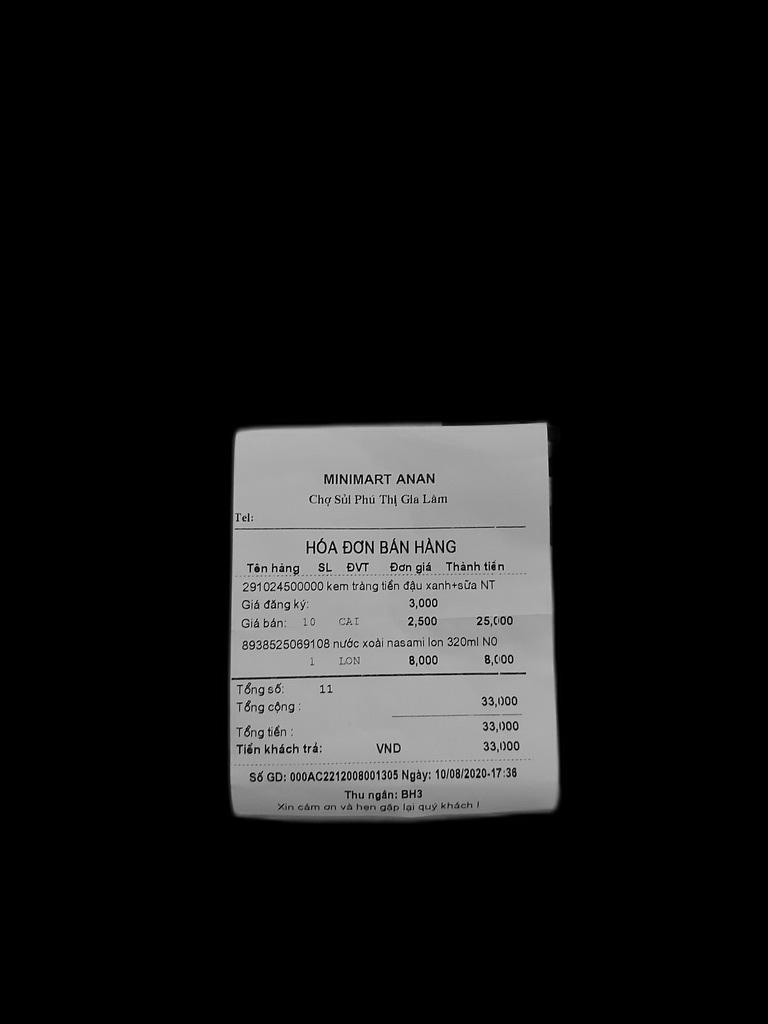 MINIMART ANAN
Chợ Sủi Phú Thị Gia Lâm
Tel:
HÓA ĐƠN BÁN HÀNG
Tên hàng SL ĐVT Đơn giá Thành tiền
291024500000 kem tràng tiền đậu xanh+sữa NT
Giá đăng ký: 3,000
Giá bán: 10 CAI 2,500 25,000
8938525069108 nước xoài nasami lon 320ml N0
1 LON 8,000 8,000
Tổng số: 11
Tổng cộng : 33,000
Tổng tiền : 33,000
Tiền khách trả: VND 33,000
Số GD: 000AC2212008001305 Ngày: 10/08/2020-17:36
Thu ngân: BH3
Xin cảm ơn và hẹn gặp lại quý khách !